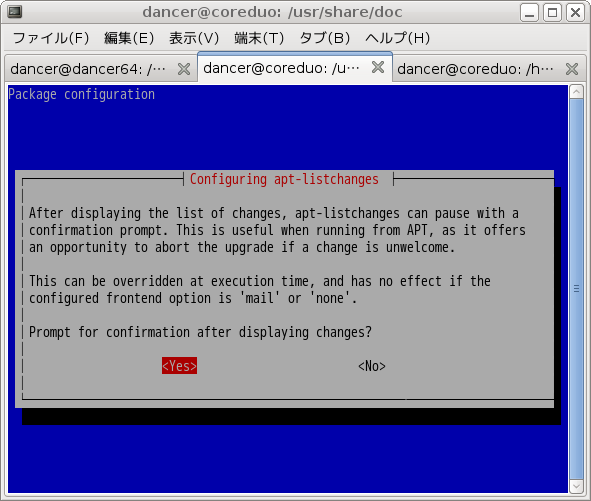 dancer@coreduo: /usr/share/doc
ファイル(F) 編集(E) 表示(V) 端末(T) タブ(B) ヘルプ(H)
dancer@dancer64: /··· dancer@coreduo: /u··· dancer@coreduo: /h···
Package configuration
Configuring apt-listchanges
After displaying the list of changes, apt-listchanges can pause with a
confirmation prompt. This is useful when running from APT, as it offers
an opportunity to abort the upgrade if a change is unwelcome.
This can be overridden at execution time, and has no effect if the
configured frontend option is 'mail' or 'none'.
Prompt for confirmation after displaying changes?
<Yes> <No>